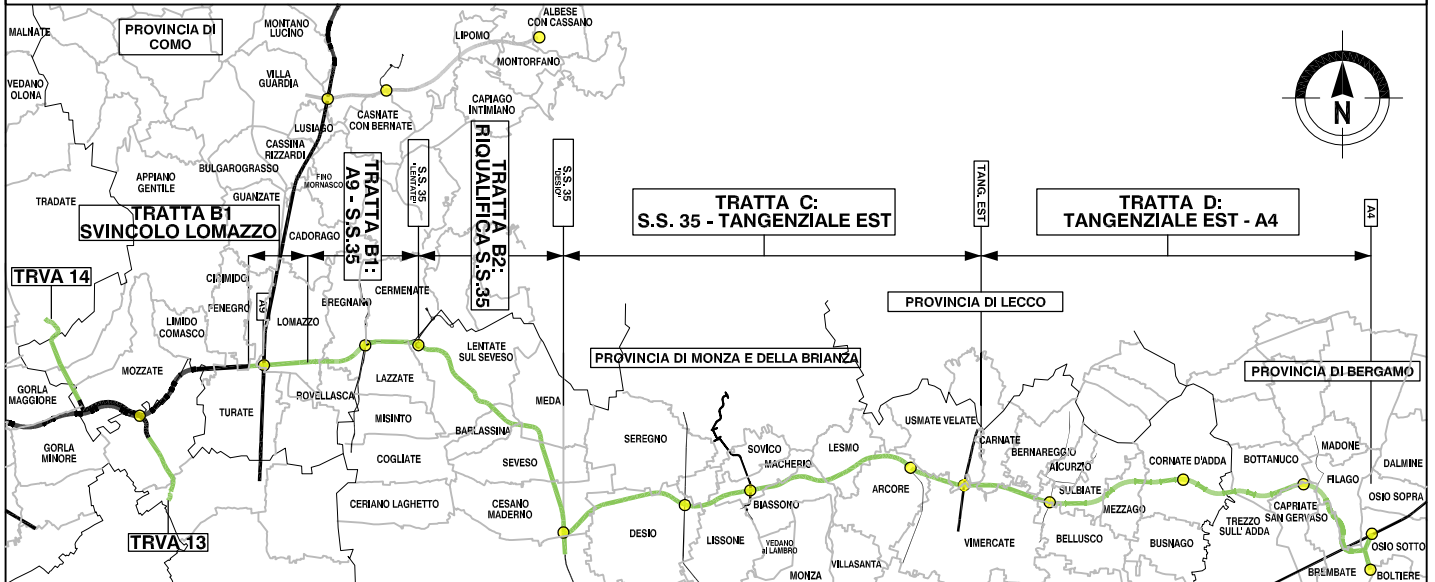 MALNATE
PROVINCIA DI
COMO
MONTANO
LUCINO
ALBESE
CON CASSANO
LIPOMO
MONTORFANO
VEDANO
OLONA
VILLA
GUARDIA
CAPIAGO
INTIMIANO
CASNATE
CON BERNATE
LUSIAGO
CASSINA
RIZZARDI
N
BULGAROGRASSO
APPIANO
GENTILE
FINO
MORNASCO
GUANZATE
TRADATE
TRATTA B1
SVINCOLO LOMAZZO
CADORAGO
TRATTA B1:
A9 - S.S.35
S.S. 35
"LENTATE"
TRATTA B2:
RIQUALIFICA S.S.35
S.S. 35
"DESIO"
TRATTA C:
S.S. 35 - TANGENZIALE EST
TANG. EST
TRATTA D:
TANGENZIALE EST - A4
A4
TRVA 14
CIRIMIDO
FENEGRO
A9
LOMAZZO
BREGNANO
CERMENATE
PROVINCIA DI LECCO
LIMIDO
COMASCO
LENTATE
SUL SEVESO
PROVINCIA DI MONZA E DELLA BRIANZA
PROVINCIA DI BERGAMO
MOZZATE
LAZZATE
GORLA
MAGGIORE
ROVELLASCA
MEDA
TURATE
MISINTO
BARLASSINA
USMATE VELATE
SEREGNO
SOVICO
LESMO
CARNATE
MADONE
GORLA
MINORE
COGLIATE
SEVESO
MACHERIO
BERNAREGGIO
CORNATE D'ADDA
BOTTANUCO
DALMINE
AICURZIO
FILAGO
ARCORE
SULBIATE
CERIANO LAGHETTO
CESANO
MADERNO
BIASSONO
MEZZAGO
CAPRIATE
SAN GERVASO
OSIO SOPRA
TREZZO
SULL' ADDA
DESIO
LISSONE
VEDANO
al LAMBRO
VIMERCATE
BELLUSCO
BUSNAGO
OSIO SOTTO
TRVA 13
VILLASANTA
MONZA
BREMBATE
BOLTIERE